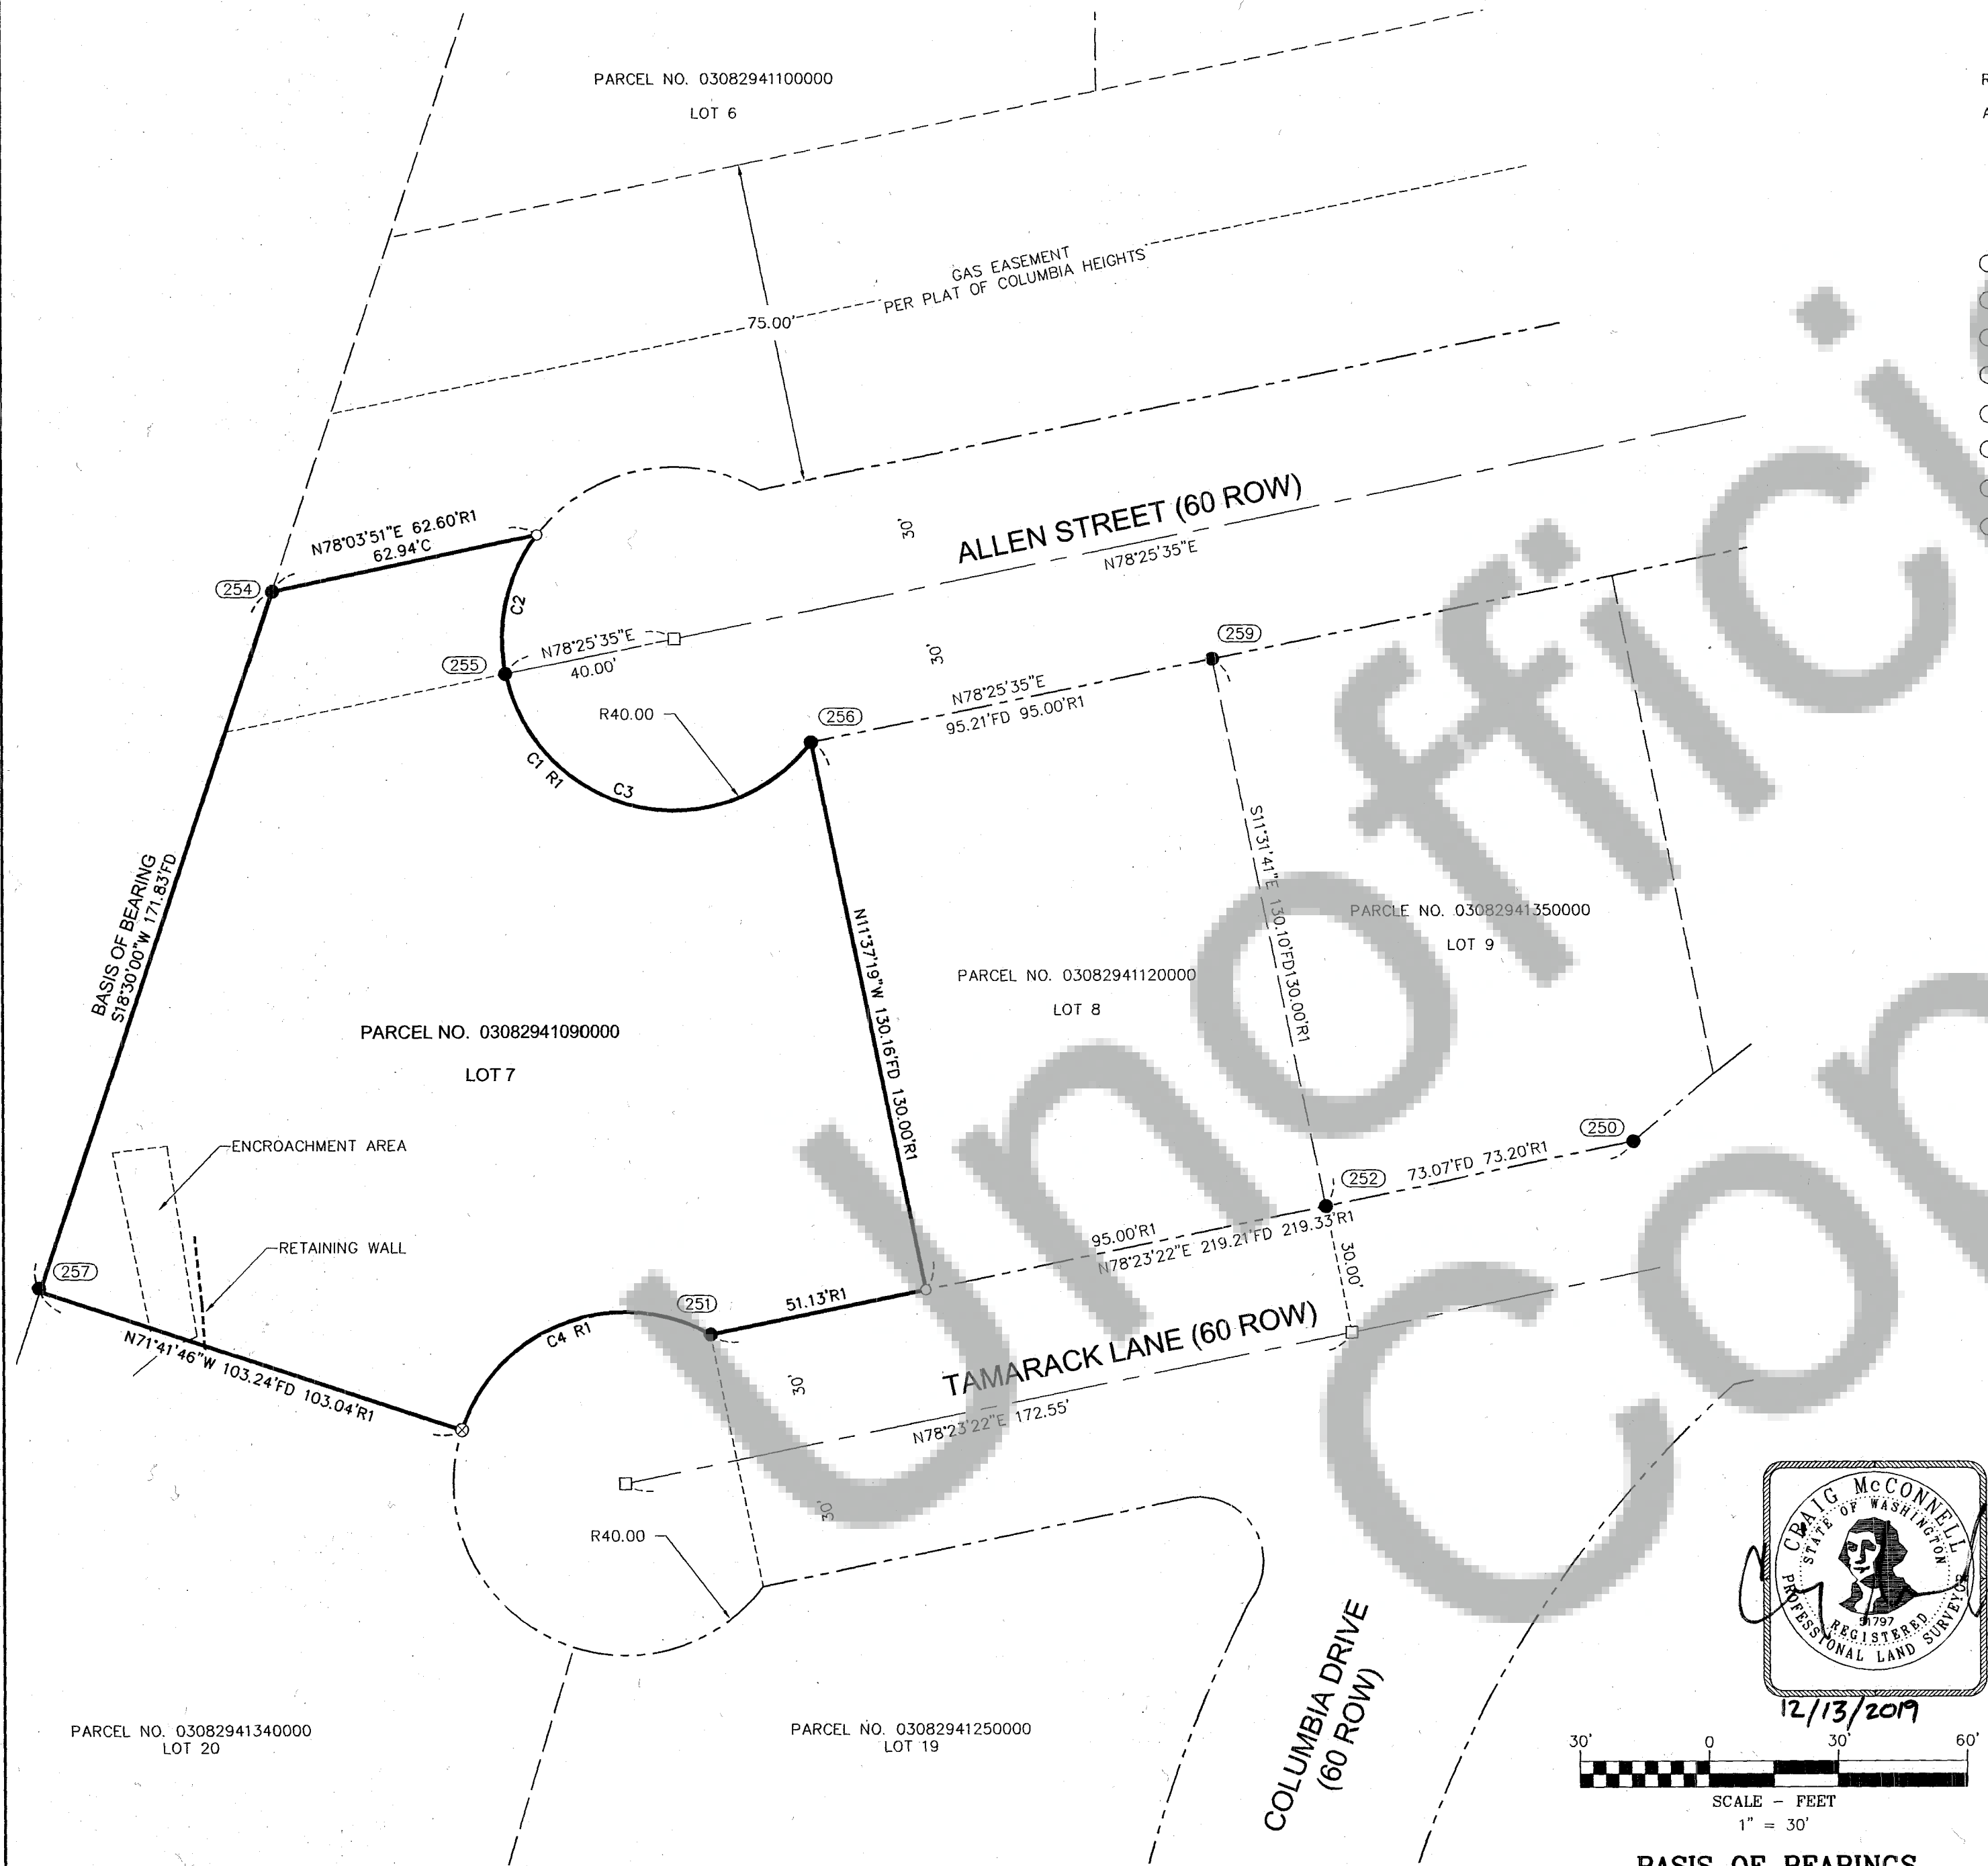 PARCEL NO. 03082941100000
LOT 6
GAS EASEMENT
PER PLAT OF COLUMBIA HEIGHTS
75.00'
N78°03'51"E 62.60'R1
62.94'C
254
C2
30'
ALLEN STREET (60 ROW)
N78°25'35"E
255
N78°25'35"E
40.00'
30'
259
R40.00
256
N78°25'35"E
95.21'FD 95.00'R1
C1 R1
C3
BASIS OF BEARING
S18°30'00"W 171.83'FD
N11°37'19"W 130.16'FD 130.00'R1
S11°31'41"E 130.10'FD130.00'R1
PARCLE NO. 03082941350000
LOT 9
PARCEL NO. 03082941120000
LOT 8
PARCEL NO. 03082941090000
LOT 7
ENCROACHMENT AREA
RETAINING WALL
250
252
73.07'FD 73.20'R1
95.00'R1
N78°23'22"E 219.21'FD 219.33'R1
30.00'
257
251
51.13'R1
C4 R1
N71°41'46"W 103.24'FD 103.04'R1
30'
TAMARACK LANE (60 ROW)
N78°23'22"E 172.55'
30'
R40.00
COLUMBIA DRIVE
(60 ROW)
PARCEL NO. 03082941340000
LOT 20
PARCEL NO. 03082941250000
LOT 19
CRAIG McCONNELL
STATE OF WASHINGTON
51797
REGISTERED
PROFESSIONAL LAND SURVEYOR
12/13/2019
30' 0 30' 60'
SCALE - FEET
1" = 30'
BASIS OF BEARINGS
Unoffici
Cop